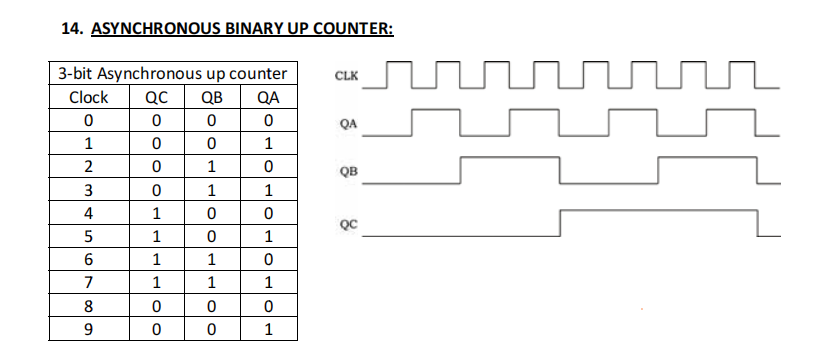 14. ASYNCHRONOUS BINARY UP COUNTER:
3-bit Asynchronous up counter
Clock QC QB QA
0 0 0 0
1 0 0 1
2 0 1 0
3 0 1 1
4 1 0 0
5 1 0 1
6 1 1 0
7 1 1 1
8 0 0 0
9 0 0 1
CLK
QA
QB
QC